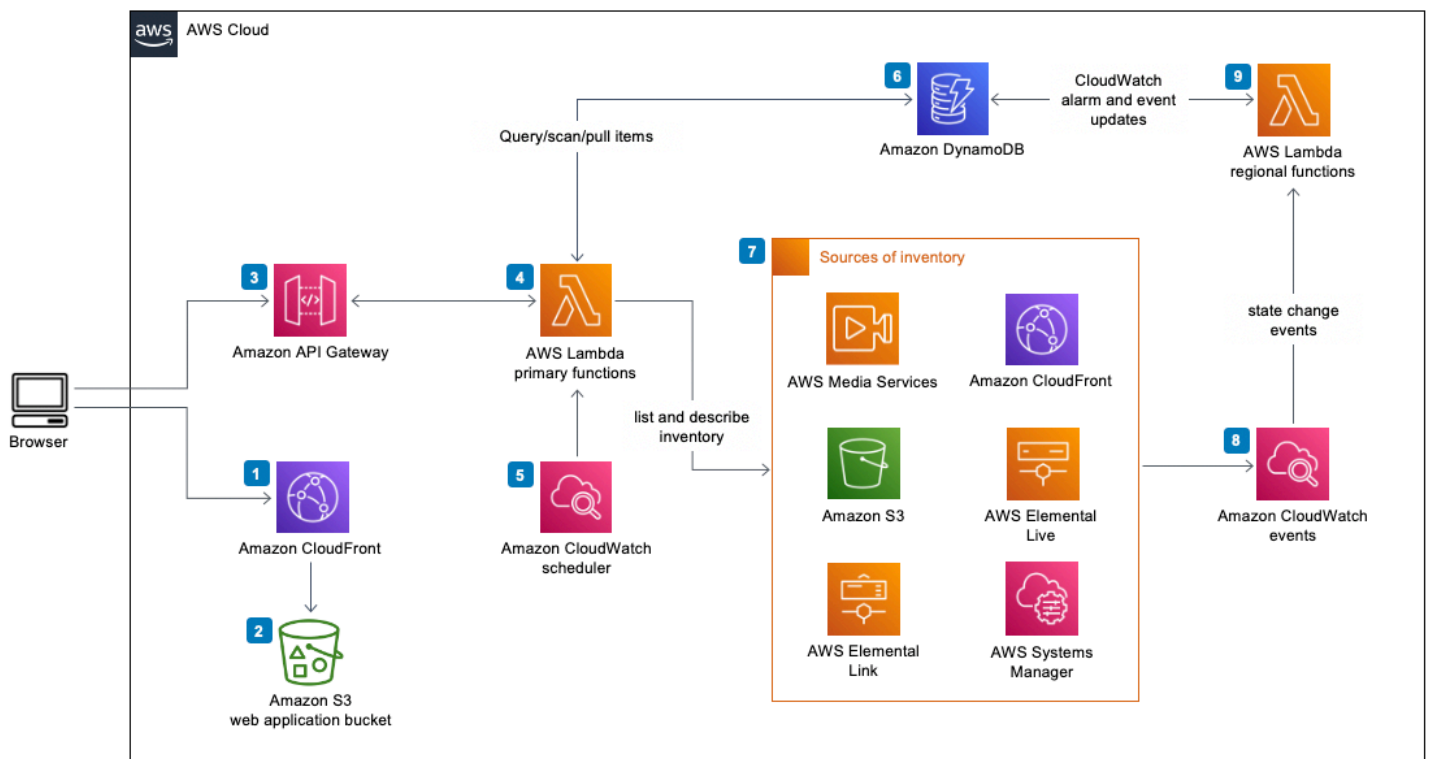 aws
AWS Cloud
6
Amazon DynamoDB
CloudWatch
alarm and event
updates
9
AWS Lambda
regional functions
Query/scan/pull items
3
Amazon API Gateway
4
AWS Lambda
primary functions
7
Sources of inventory
AWS Media Services
Amazon CloudFront
Amazon S3
AWS Elemental
Live
AWS Elemental
Link
AWS Systems
Manager
state change
events
Browser
list and describe
inventory
1
Amazon CloudFront
5
Amazon CloudWatch
scheduler
8
Amazon CloudWatch
events
2
Amazon S3
web application bucket